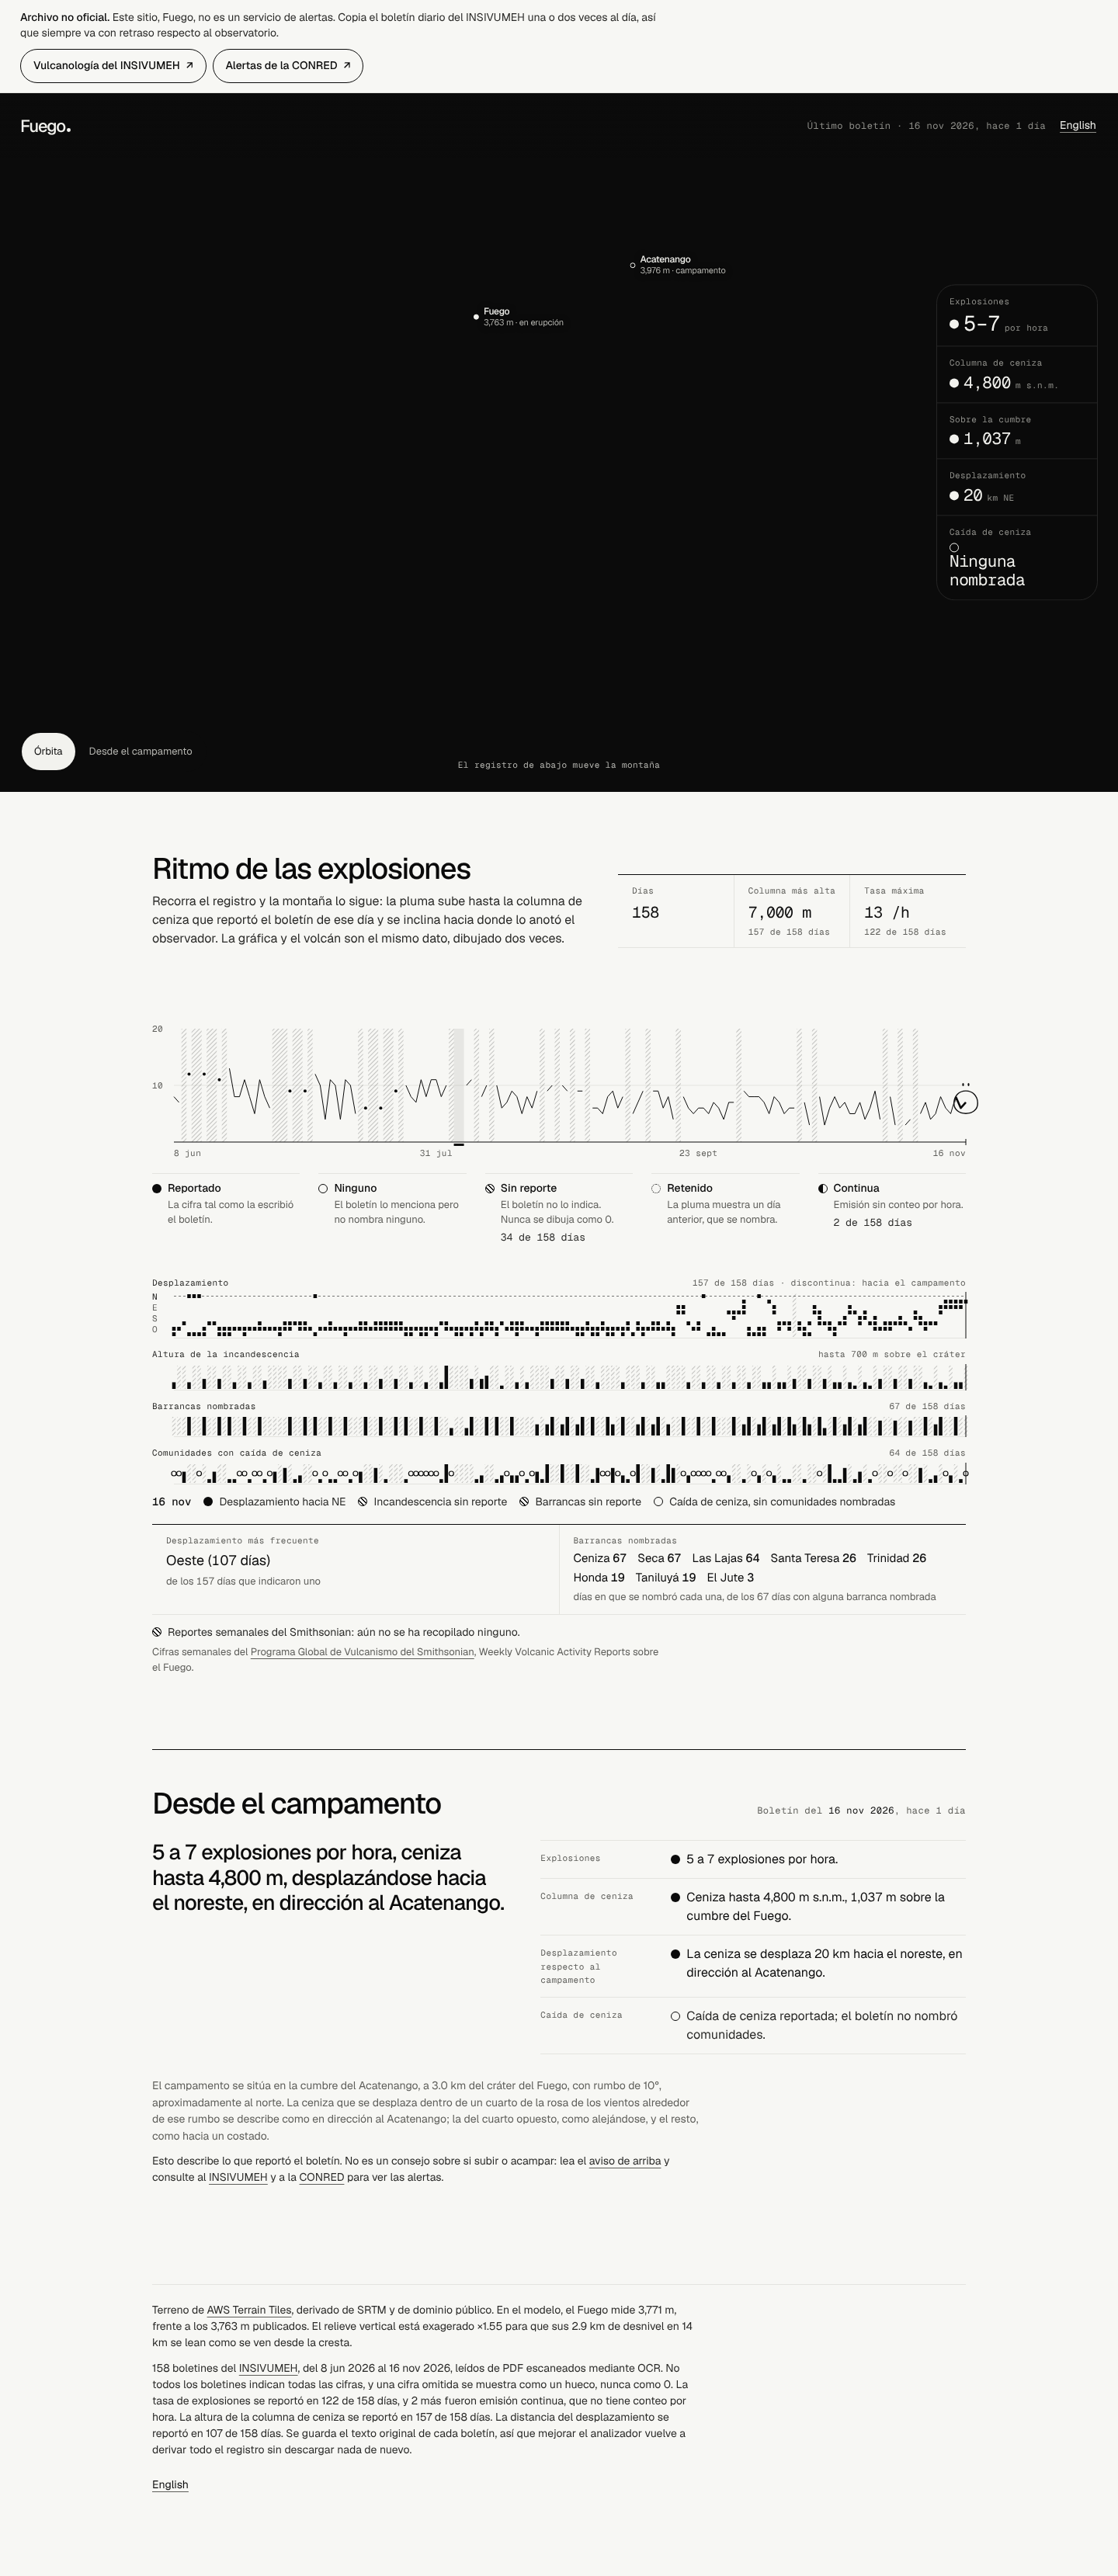 Archivo no oficial. Este sitio, Fuego, no es un servicio de alertas. Copia el boletín diario del INSIVUMEH una o dos veces al día, así
que siempre va con retraso respecto al observatorio.
Vulcanología del INSIVUMEH ↗ Alertas de la CONRED ↗
Fuego.
Último boletín · 16 nov 2026, hace 1 día English
Acatenango
3,976 m · campamento
Fuego
3,763 m · en erupción
Explosiones
5–7 por hora
Columna de ceniza
4,800 m s.n.m.
Sobre la cumbre
1,037 m
Desplazamiento
20 km NE
Caída de ceniza
Ninguna
nombrada
Órbita Desde el campamento
El registro de abajo mueve la montaña
Ritmo de las explosiones
Recorra el registro y la montaña lo sigue: la pluma sube hasta la columna de
ceniza que reportó el boletín de ese día y se inclina hacia donde lo anotó el
observador. La gráfica y el volcán son el mismo dato, dibujado dos veces.
Días
158
Columna más alta
7,000 m
157 de 158 días
Tasa máxima
13 /h
122 de 158 días
20
10
8 jun 31 jul 23 sept 16 nov
Reportado
La cifra tal como la escribió
el boletín.
Ninguno
El boletín lo menciona pero
no nombra ninguno.
Sin reporte
El boletín no lo indica.
Nunca se dibuja como 0.
34 de 158 días
Retenido
La pluma muestra un día
anterior, que se nombra.
Continua
Emisión sin conteo por hora.
2 de 158 días
Desplazamiento 157 de 158 días · discontinua: hacia el campamento
N
E
S
O
Altura de la incandescencia hasta 700 m sobre el cráter
Barrancas nombradas 67 de 158 días
Comunidades con caída de ceniza 64 de 158 días
16 nov Desplazamiento hacia NE Incandescencia sin reporte Barrancas sin reporte Caída de ceniza, sin comunidades nombradas
Desplazamiento más frecuente
Oeste (107 días)
de los 157 días que indicaron uno
Barrancas nombradas
Ceniza 67 Seca 67 Las Lajas 64 Santa Teresa 26 Trinidad 26
Honda 19 Taniluyá 19 El Jute 3
días en que se nombró cada una, de los 67 días con alguna barranca nombrada
Reportes semanales del Smithsonian: aún no se ha recopilado ninguno.
Cifras semanales del Programa Global de Vulcanismo del Smithsonian, Weekly Volcanic Activity Reports sobre
el Fuego.
Desde el campamento
Boletín del 16 nov 2026, hace 1 día
5 a 7 explosiones por hora, ceniza
hasta 4,800 m, desplazándose hacia
el noreste, en dirección al Acatenango.
Explosiones
5 a 7 explosiones por hora.
Columna de ceniza
Ceniza hasta 4,800 m s.n.m., 1,037 m sobre la
cumbre del Fuego.
Desplazamiento
respecto al
campamento
La ceniza se desplaza 20 km hacia el noreste, en
dirección al Acatenango.
Caída de ceniza
Caída de ceniza reportada; el boletín no nombró
comunidades.
El campamento se sitúa en la cumbre del Acatenango, a 3.0 km del cráter del Fuego, con rumbo de 10°,
aproximadamente al norte. La ceniza que se desplaza dentro de un cuarto de la rosa de los vientos alrededor
de ese rumbo se describe como en dirección al Acatenango; la del cuarto opuesto, como alejándose, y el resto,
como hacia un costado.
Esto describe lo que reportó el boletín. No es un consejo sobre si subir o acampar: lea el aviso de arriba y
consulte al INSIVUMEH y a la CONRED para ver las alertas.
Terreno de AWS Terrain Tiles, derivado de SRTM y de dominio público. En el modelo, el Fuego mide 3,771 m,
frente a los 3,763 m publicados. El relieve vertical está exagerado ×1.55 para que sus 2.9 km de desnivel en 14
km se lean como se ven desde la cresta.
158 boletines del INSIVUMEH, del 8 jun 2026 al 16 nov 2026, leídos de PDF escaneados mediante OCR. No
todos los boletines indican todas las cifras, y una cifra omitida se muestra como un hueco, nunca como 0. La
tasa de explosiones se reportó en 122 de 158 días, y 2 más fueron emisión continua, que no tiene conteo por
hora. La altura de la columna de ceniza se reportó en 157 de 158 días. La distancia del desplazamiento se
reportó en 107 de 158 días. Se guarda el texto original de cada boletín, así que mejorar el analizador vuelve a
derivar todo el registro sin descargar nada de nuevo.
English